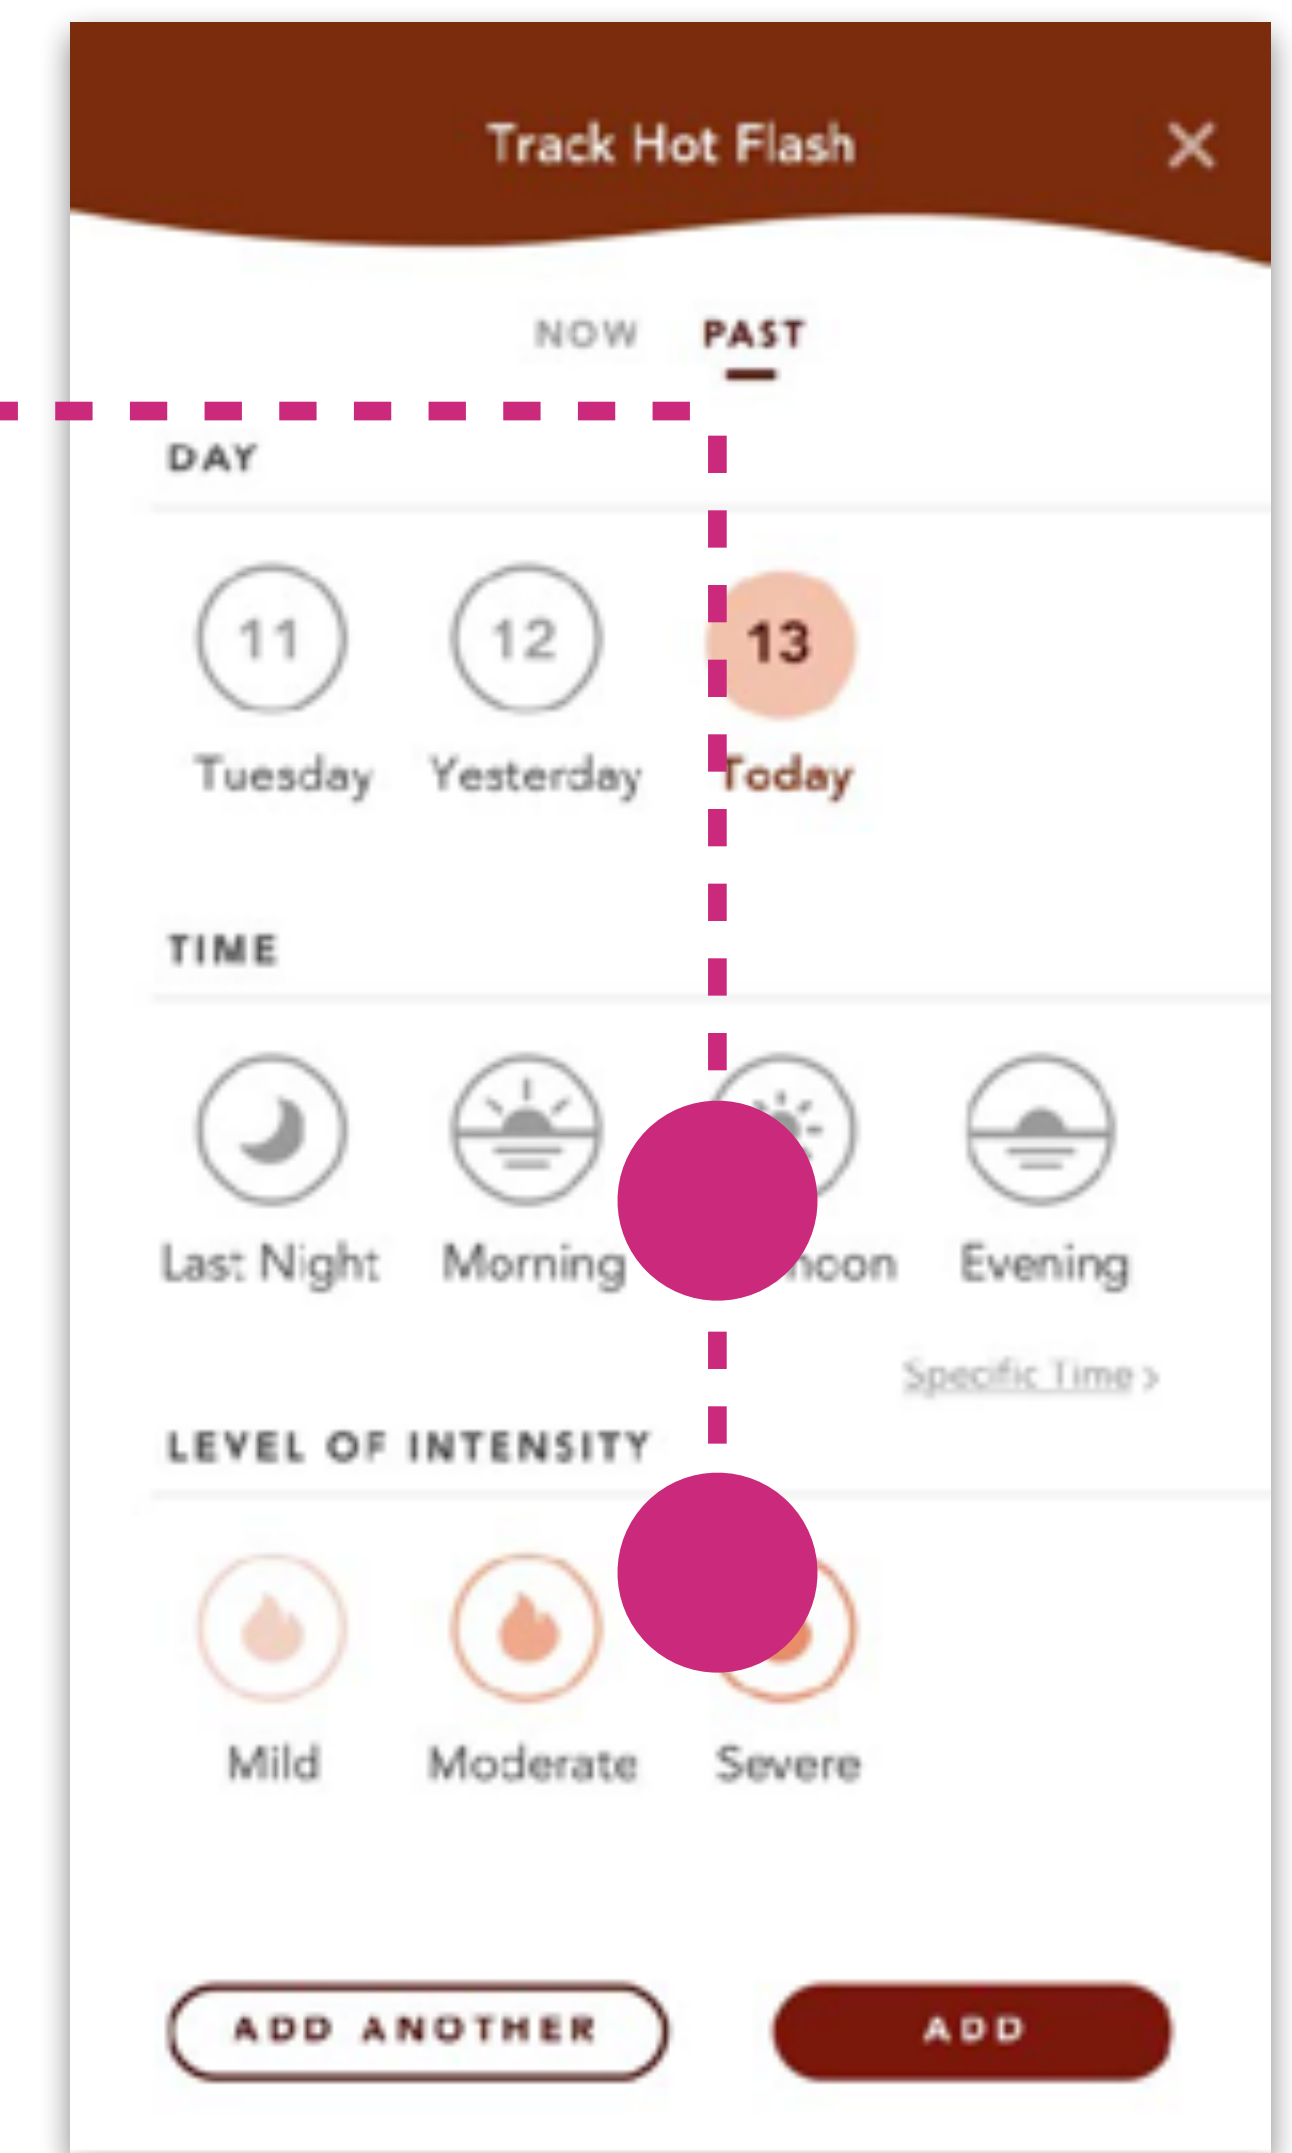 Track Hot Flash ×
NOW PAST
DAY
11 12 13
Tuesday Yesterday Today
TIME
Last Night Morning Evening
Specific Time >
LEVEL OF INTENSITY
Mild Moderate Severe
ADD ANOTHER ADD